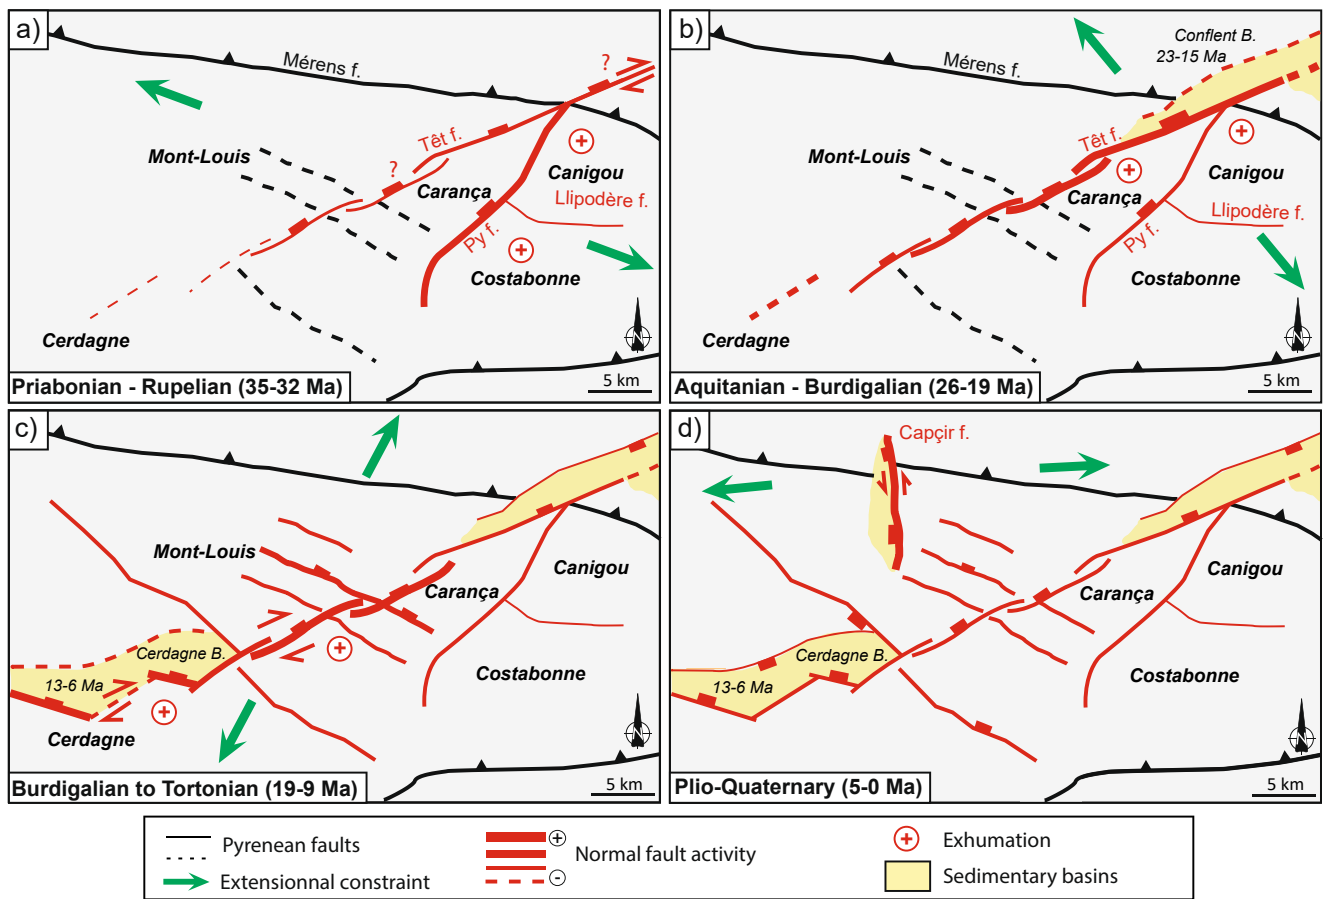 a)
Mérens f.
?
Têt f.
Mont-Louis
?
Canigou
Carança
Llipodère f.
Py f.
Costabonne
Cerdagne
N
Priabonian - Rupelian (35-32 Ma)
5 km
b)
Conflent B.
23-15 Ma
Mérens f.
Têt f.
Mont-Louis
Canigou
Carança
Llipodère f.
Py f.
Costabonne
Cerdagne
N
Aquitanian - Burdigalian (26-19 Ma)
5 km
c)
Mont-Louis
Canigou
Carança
Cerdagne B.
Costabonne
13-6 Ma
Cerdagne
N
Burdigalian to Tortonian (19-9 Ma)
5 km
d)
Capçir f.
Canigou
Carança
Cerdagne B.
Costabonne
13-6 Ma
N
Plio-Quaternary (5-0 Ma)
5 km
Pyrenean faults
Extensionnal constraint
+
Normal fault activity
-
Exhumation
Sedimentary basins